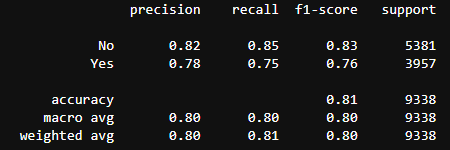 precision recall f1-score support
No 0.82 0.85 0.83 5381
Yes 0.78 0.75 0.76 3957
accuracy 0.81 9338
macro avg 0.80 0.80 0.80 9338
weighted avg 0.80 0.81 0.80 9338